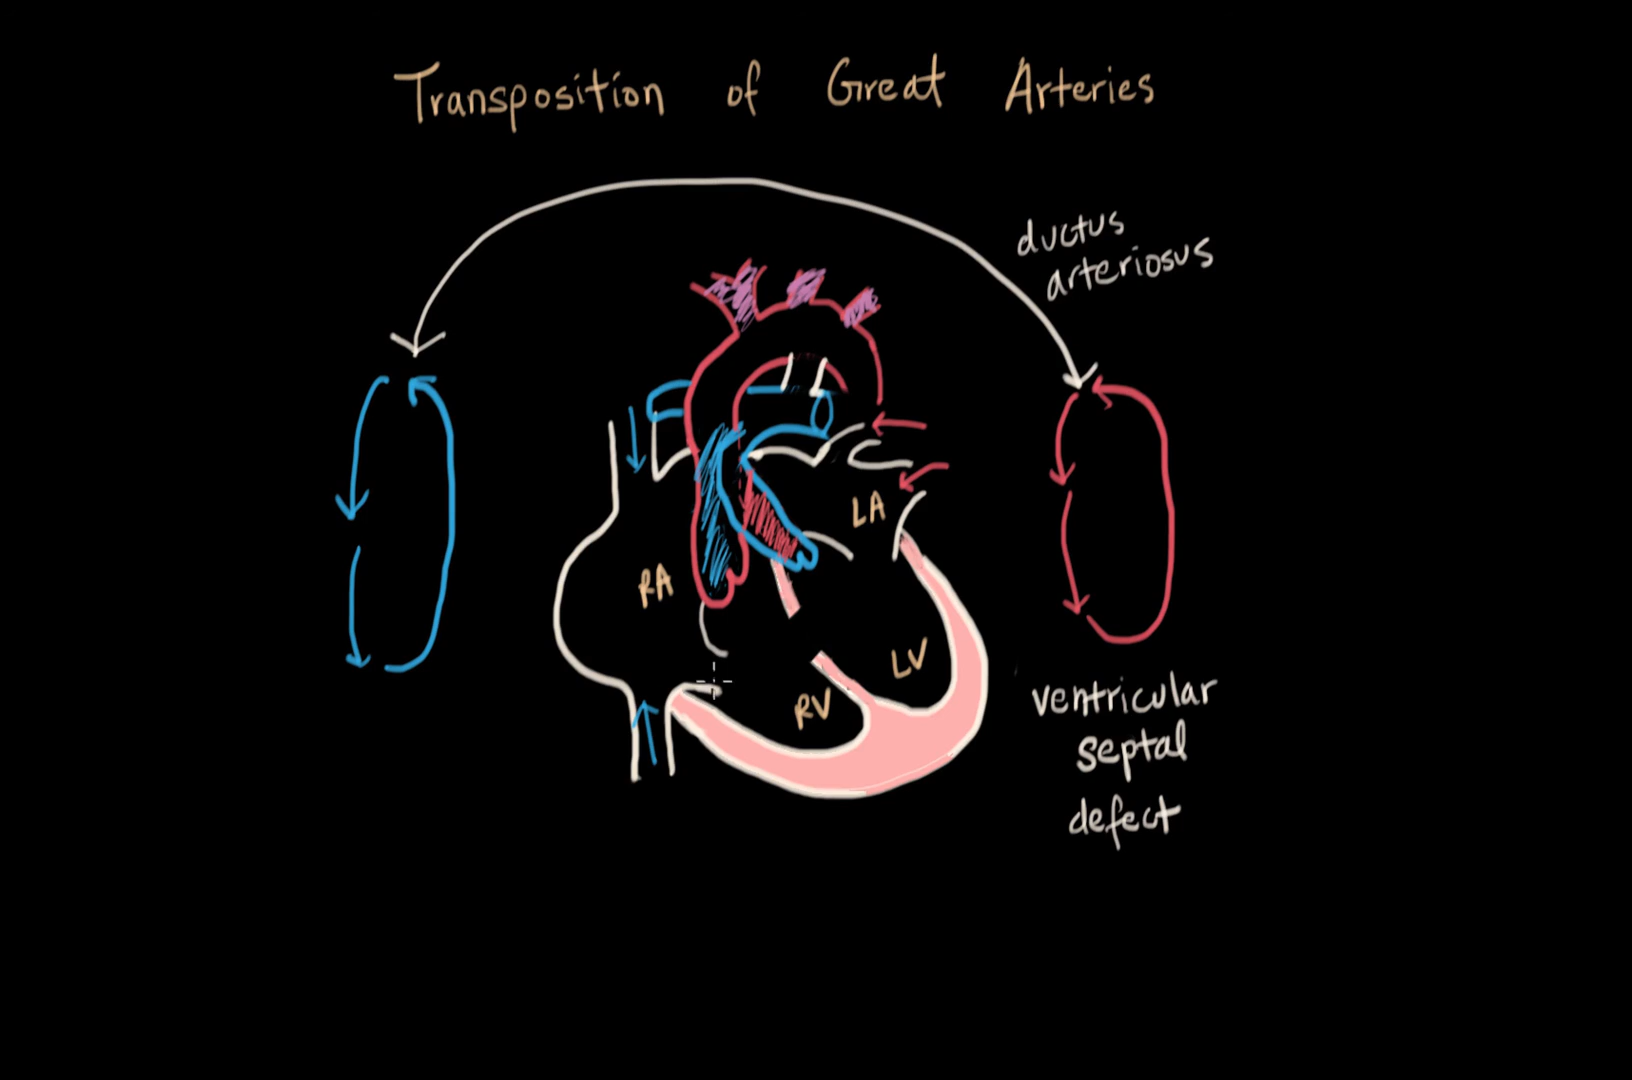 Transposition of Great Arteries
ductus
arteriosus
LA
RA
LV
RV
ventricular
septal
defect